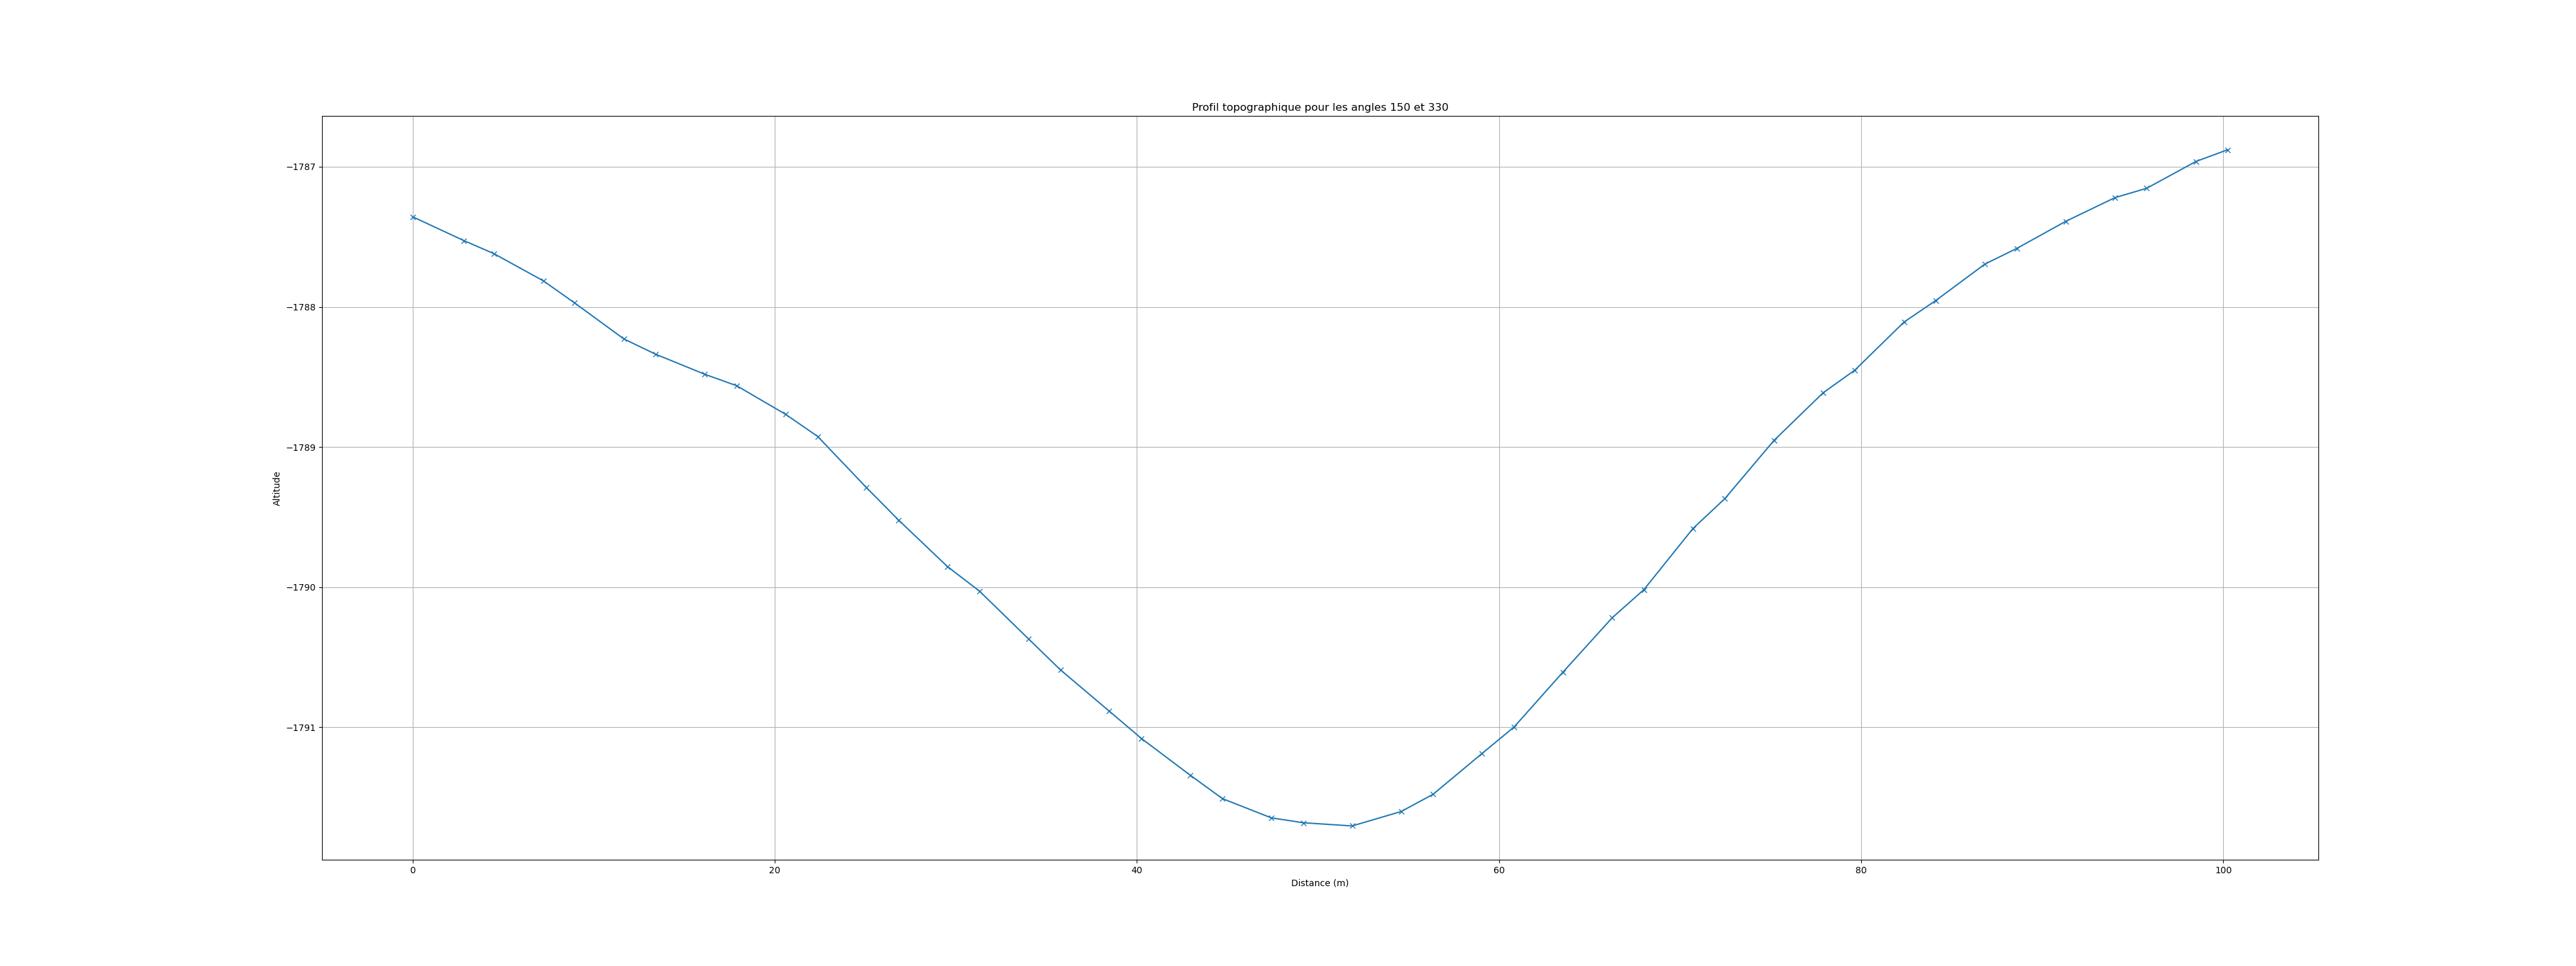 Profil topographique pour les angles 150 et 330
−1787
−1788
−1789
−1790
−1791
Altitude
0 20 40 60 80 100
Distance (m)